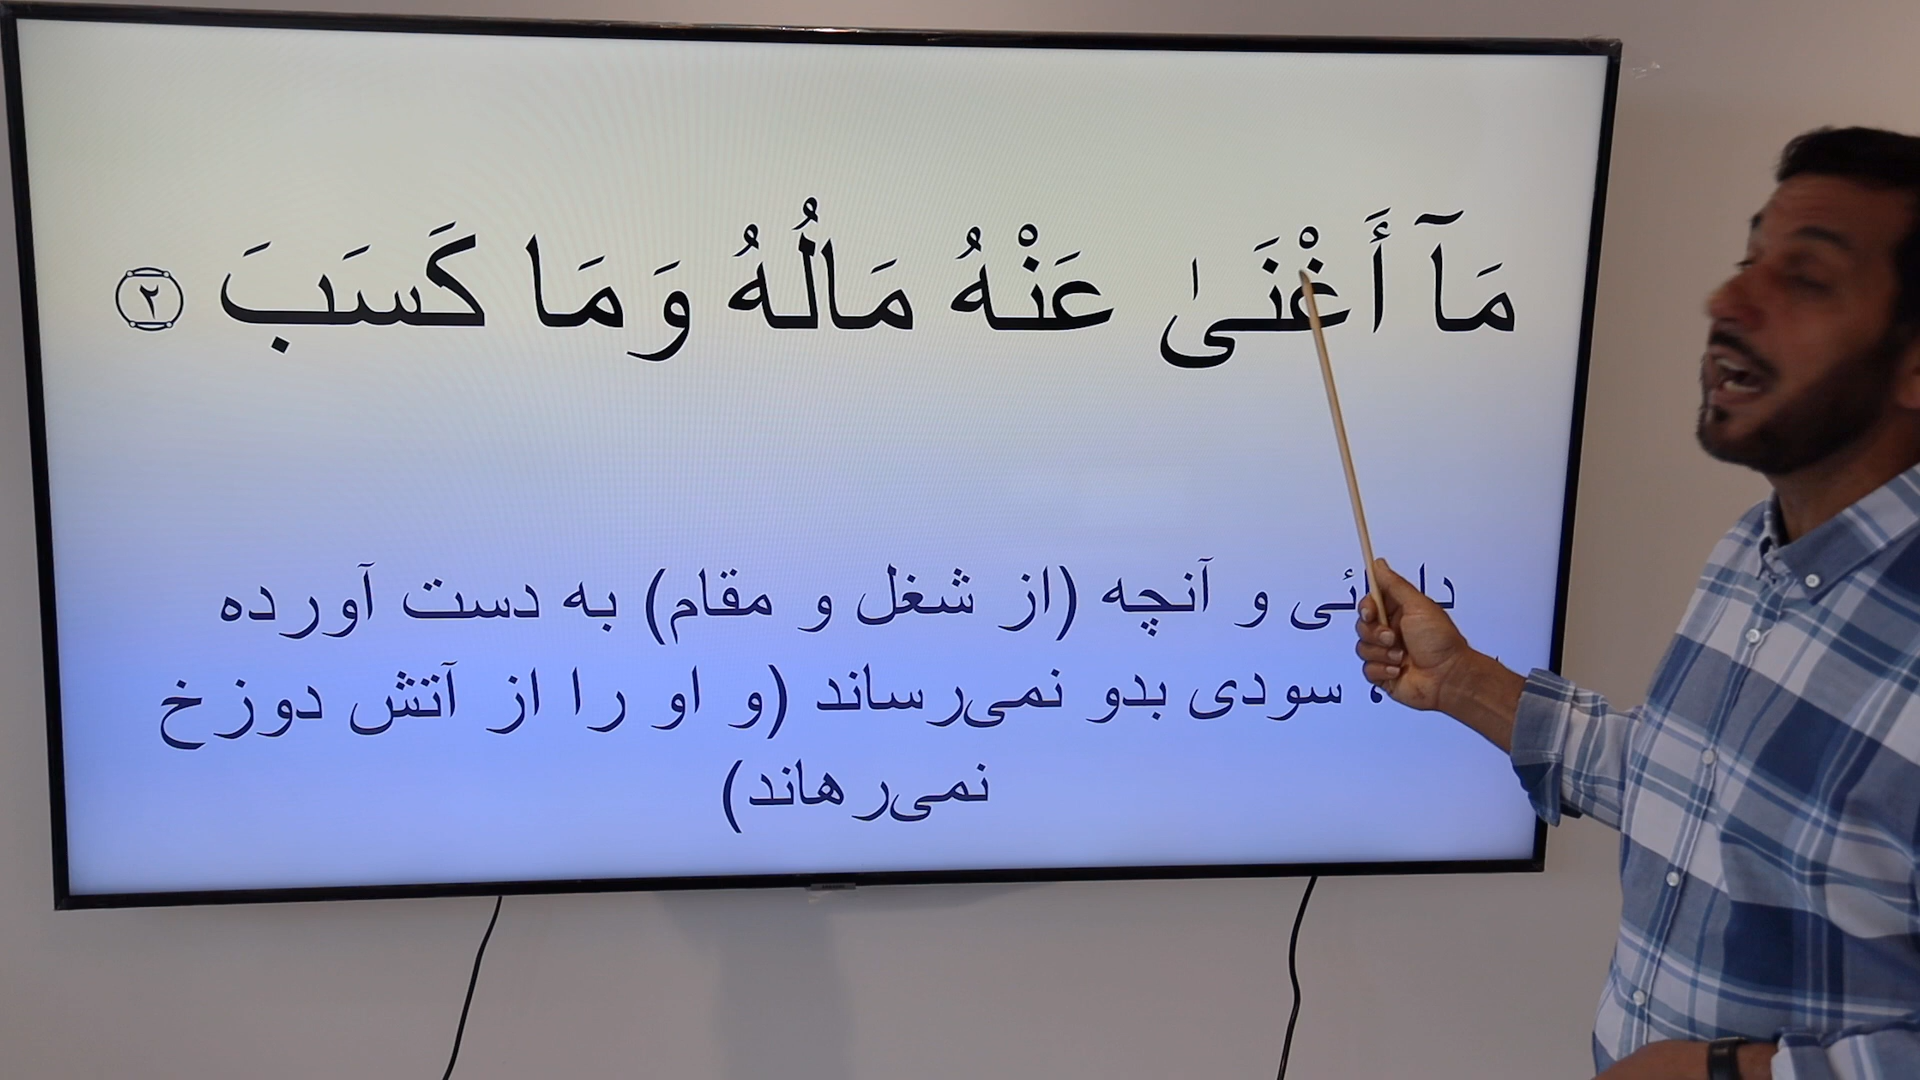 مَآ أَغْنَىٰ عَنْهُ مَالُهُ وَمَا كَسَبَ ٢
و آنچه (از شغل و مقام) به دست آورده
سودی بدو نمی‌رساند (و او را از آتش دوزخ
نمی‌رهاند)